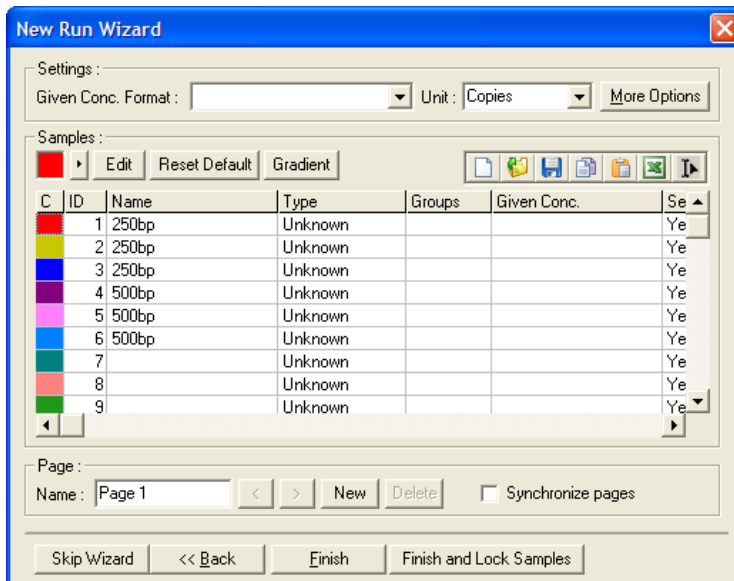 New Run Wizard
Settings :
Given Conc. Format : Unit : Copies More Options
Samples :
Edit Reset Default Gradient
C ID Name Type Groups Given Conc. Se
1 250bp Unknown Ye
2 250bp Unknown Ye
3 250bp Unknown Ye
4 500bp Unknown Ye
5 500bp Unknown Ye
6 500bp Unknown Ye
7 Unknown Ye
8 Unknown Ye
9 Unknown Ye
Page :
Name : Page 1 < > New Delete Synchronize pages
Skip Wizard << Back Finish Finish and Lock Samples